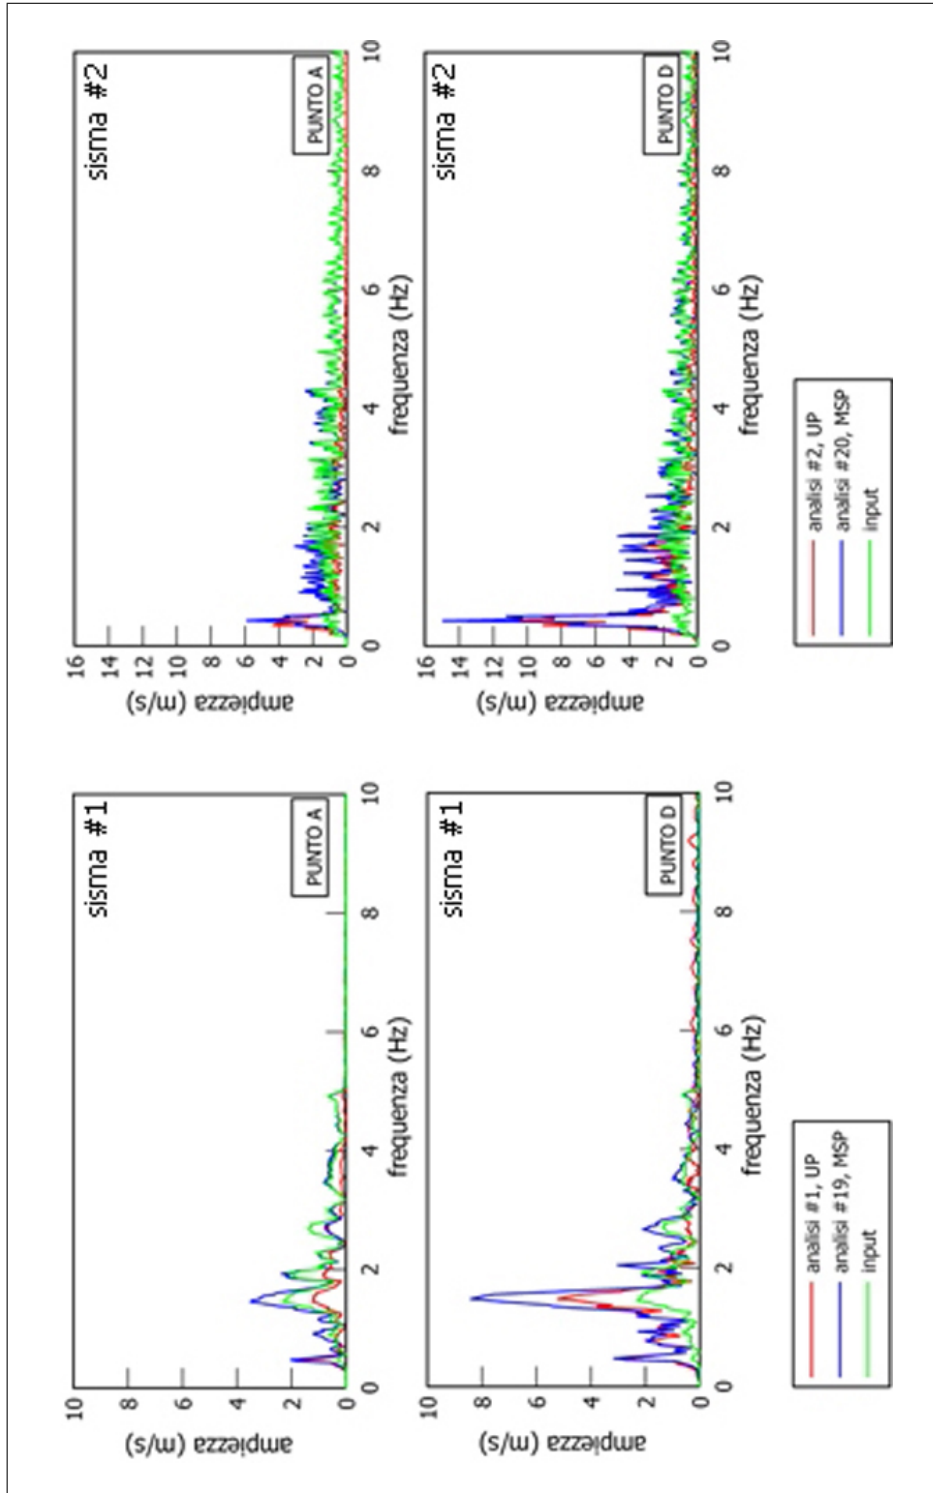 sisma #1
PUNTO A
10
8
6
4
2
0
ampiezza (m/s)
0 2 4 6 8 10
frequenza (Hz)
sisma #2
PUNTO A
16
14
12
10
8
6
4
2
0
ampiezza (m/s)
0 2 4 6 8 10
frequenza (Hz)
sisma #1
PUNTO D
10
8
6
4
2
0
ampiezza (m/s)
0 2 4 6 8 10
frequenza (Hz)
sisma #2
PUNTO D
16
14
12
10
8
6
4
2
0
ampiezza (m/s)
0 2 4 6 8 10
frequenza (Hz)
analisi #1, UP
analisi #19, MSP
input
analisi #2, UP
analisi #20, MSP
input